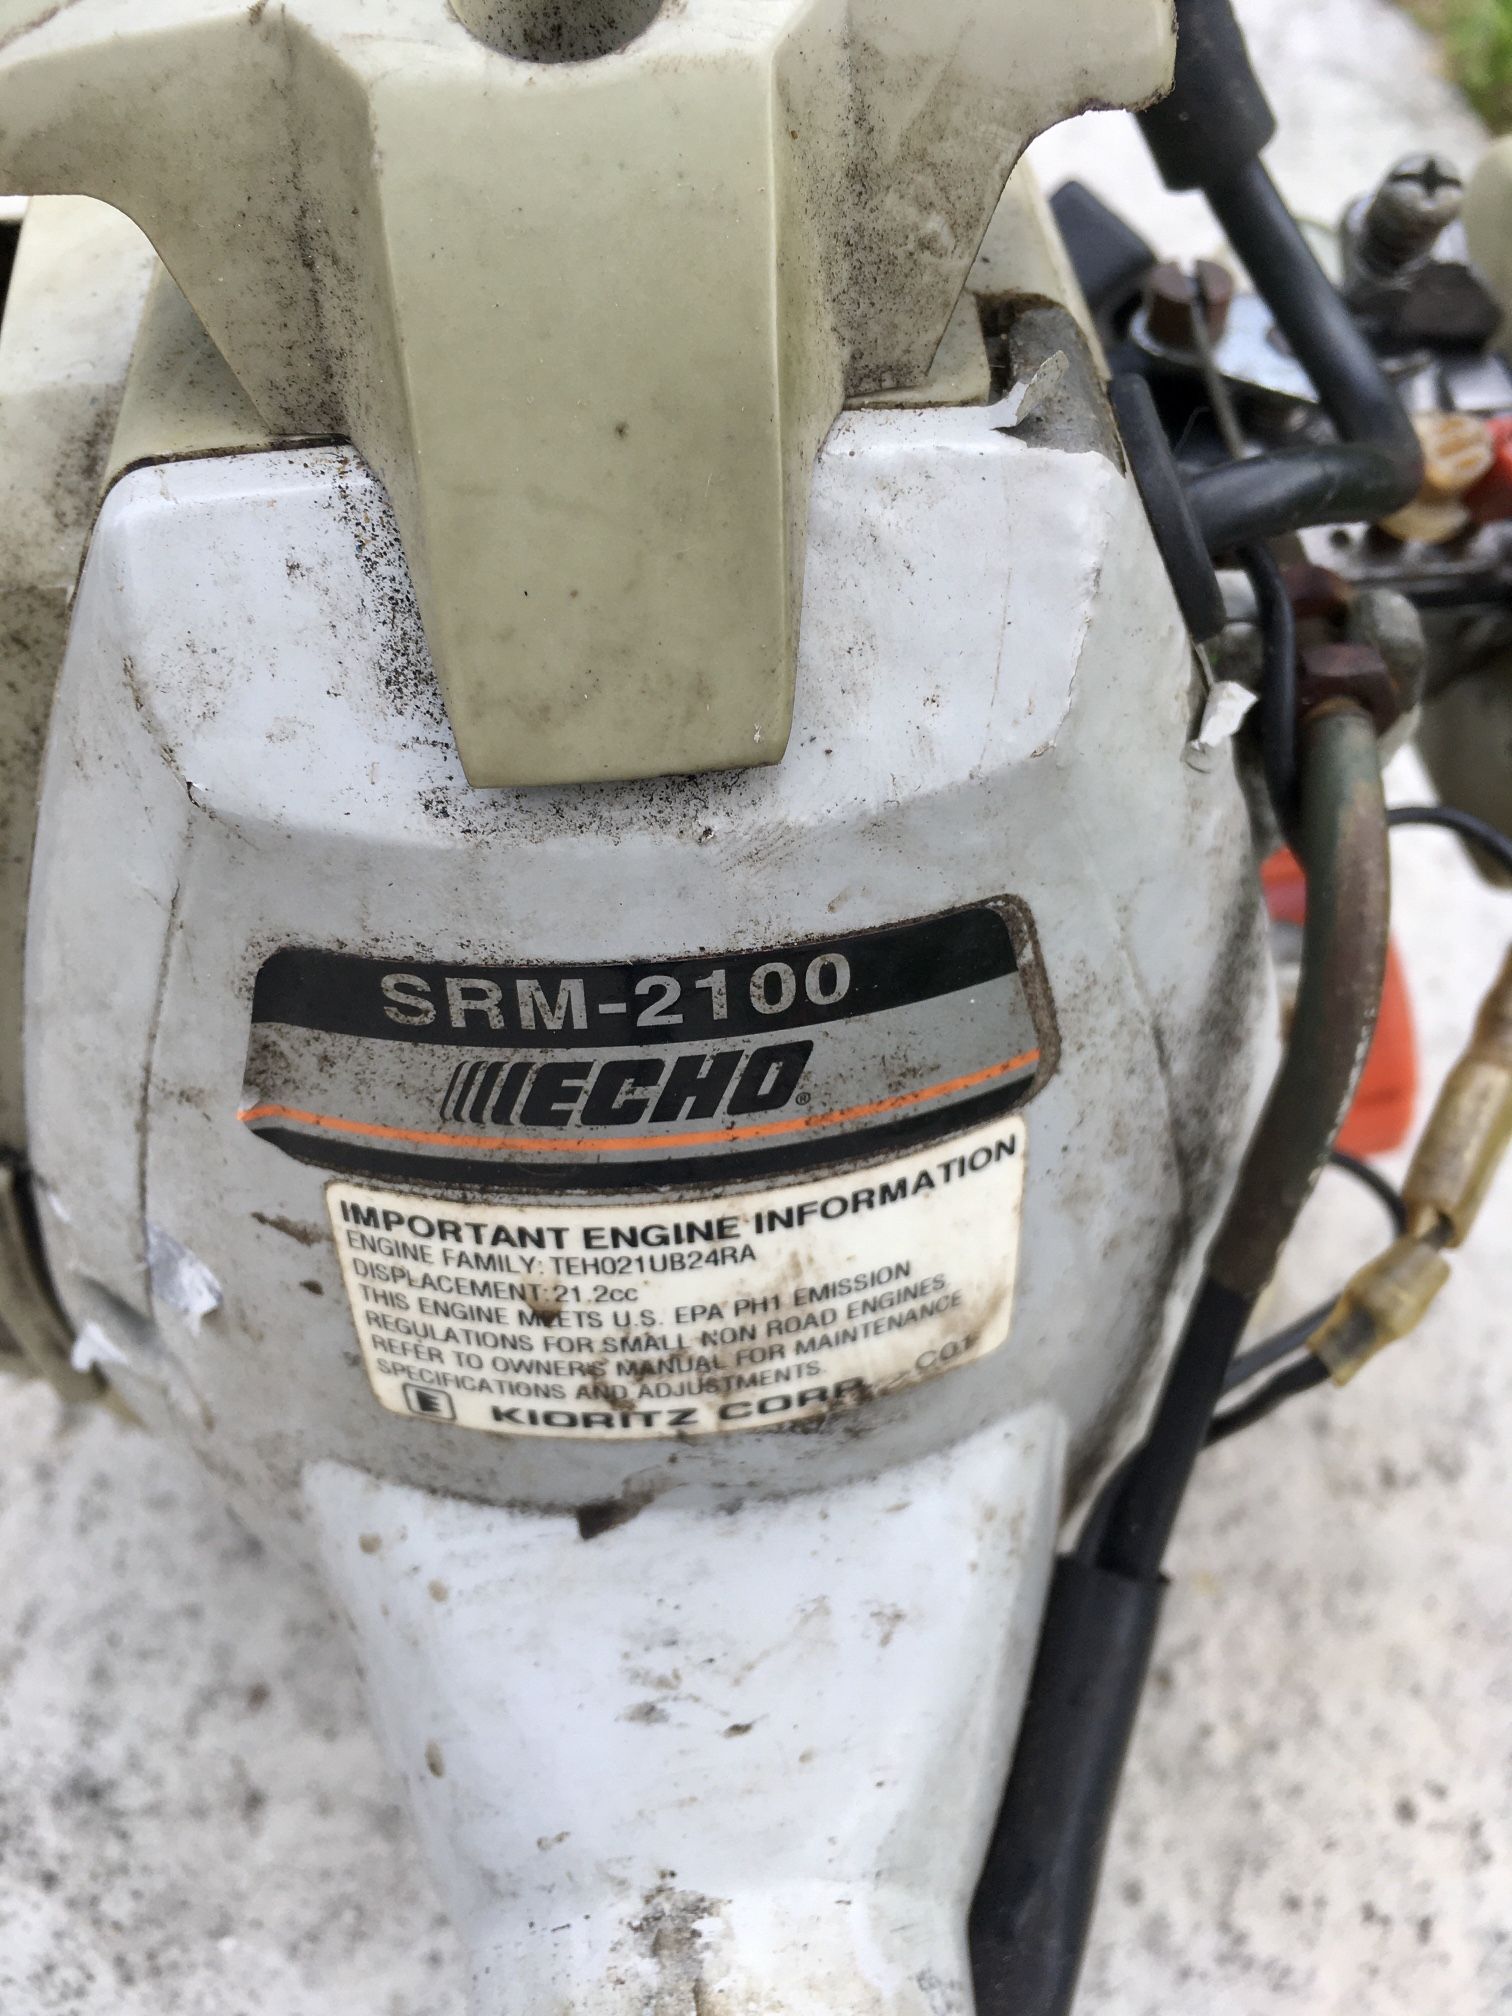 SRM-2100
ECHO®
IMPORTANT ENGINE INFORMATION
ENGINE FAMILY: TEH021UB24RA
DISPLACEMENT: 21.2cc
THIS ENGINE MEETS U.S. EPA PH1 EMISSION
REGULATIONS FOR SMALL NON ROAD ENGINES
REFER TO OWNER'S MANUAL FOR MAINTENANCE
SPECIFICATIONS AND ADJUSTMENTS.
E KIORITZ CORP.